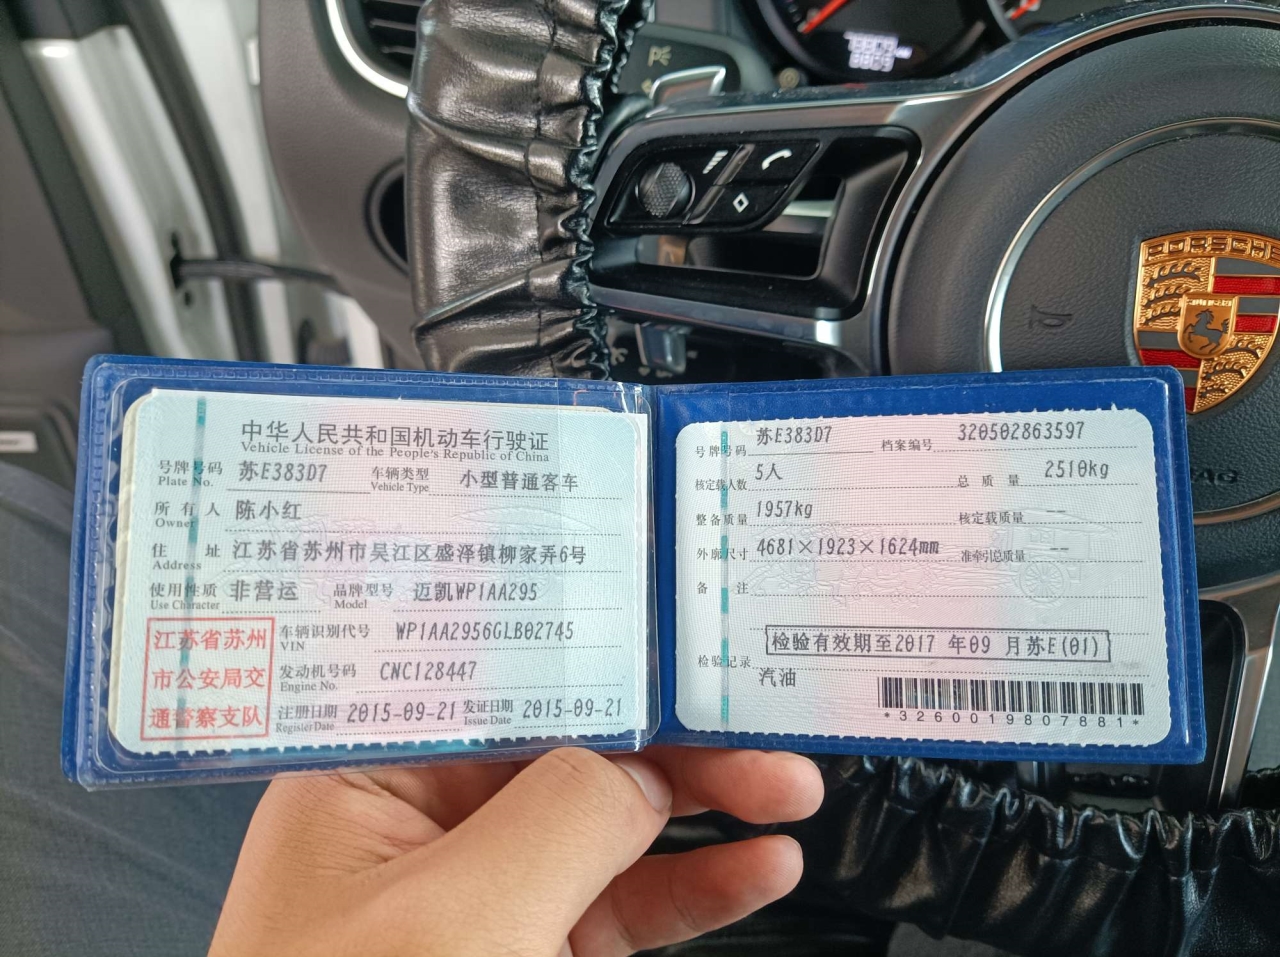 PORSCHE
中华人民共和国机动车行驶证
Vehicle License of the People's Republic of China
号牌号码 苏E383D7 车辆类型 小型普通客车
Plate No. Vehicle Type
所有人 陈小红
Owner
住址 江苏省苏州市吴江区盛泽镇柳家弄6号
Address
使用性质 非营运 品牌型号 迈凯WP1AA295
Use Character Model
江苏省苏州
市公安局交
通警察支队
车辆识别代号 WP1AA2956GLB02745
VIN
发动机号码 CNC128447
Engine No.
注册日期 2015-09-21 发证日期 2015-09-21
Register Date Issue Date
号牌号码 苏E383D7 档案编号 320502863597
核定载人数 5人 总质量 2510kg
整备质量 1957kg 核定载质量 --
外廓尺寸 4681×1923×1624mm 准牵引总质量 --
备注
检验有效期至2017 年09 月苏E(01)
检验记录
汽油
*3260019807881*